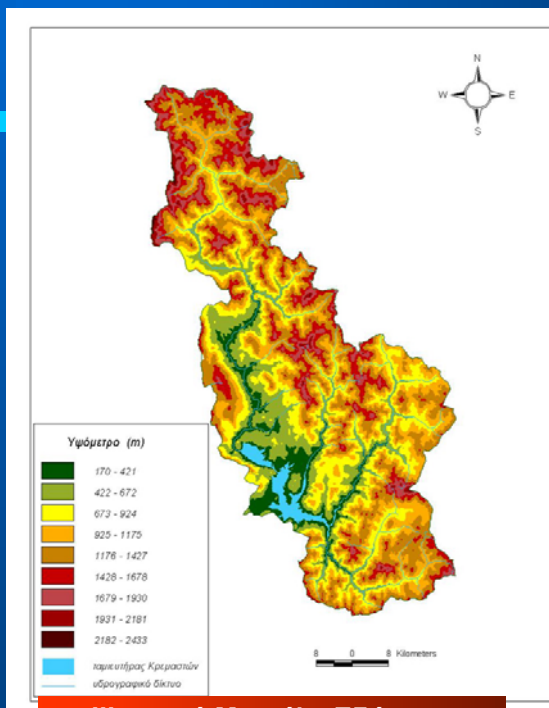 N
W E
S
Υψόμετρο (m)
170 - 421
422 - 672
673 - 924
925 - 1175
1176 - 1427
1428 - 1678
1679 - 1930
1931 - 2181
2182 - 2433
ταμιευτήρας Κρεμαστών
υδρογραφικό δίκτυο
8 0 8 Kilometers